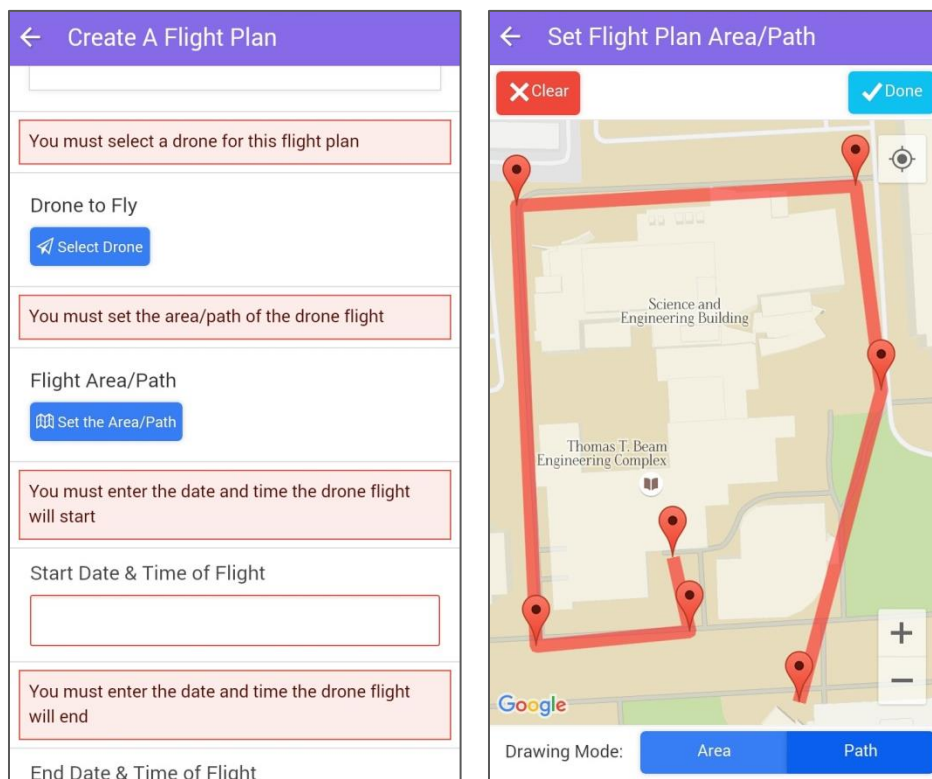 Create A Flight Plan
You must select a drone for this flight plan
Drone to Fly
Select Drone
You must set the area/path of the drone flight
Flight Area/Path
Set the Area/Path
You must enter the date and time the drone flight
will start
Start Date & Time of Flight
You must enter the date and time the drone flight
will end
End Date & Time of Flight
Set Flight Plan Area/Path
Clear
Done
Science and
Engineering Building
Thomas T. Beam
Engineering Complex
Google
Drawing Mode:
Area
Path